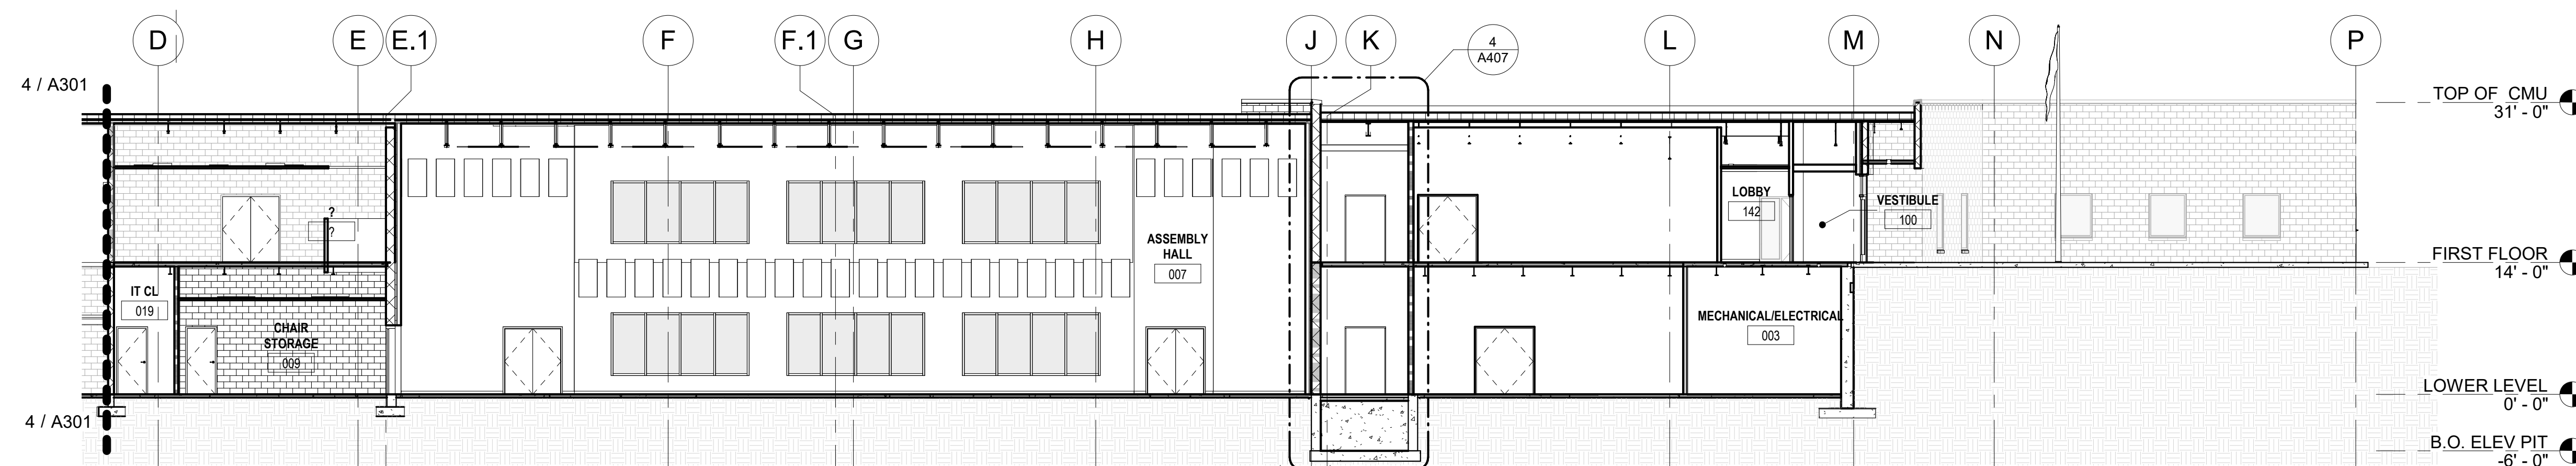 D
E
E.1
F
F.1
G
H
J
K
4
A407
L
M
N
P
4 / A301
TOP OF CMU
31' - 0"
LOBBY
142
VESTIBULE
100
?
?
ASSEMBLY
HALL
007
FIRST FLOOR
14' - 0"
IT CL
019
CHAIR
STORAGE
009
MECHANICAL/ELECTRICAL
003
LOWER LEVEL
0' - 0"
4 / A301
B.O. ELEV PIT
-6' - 0"